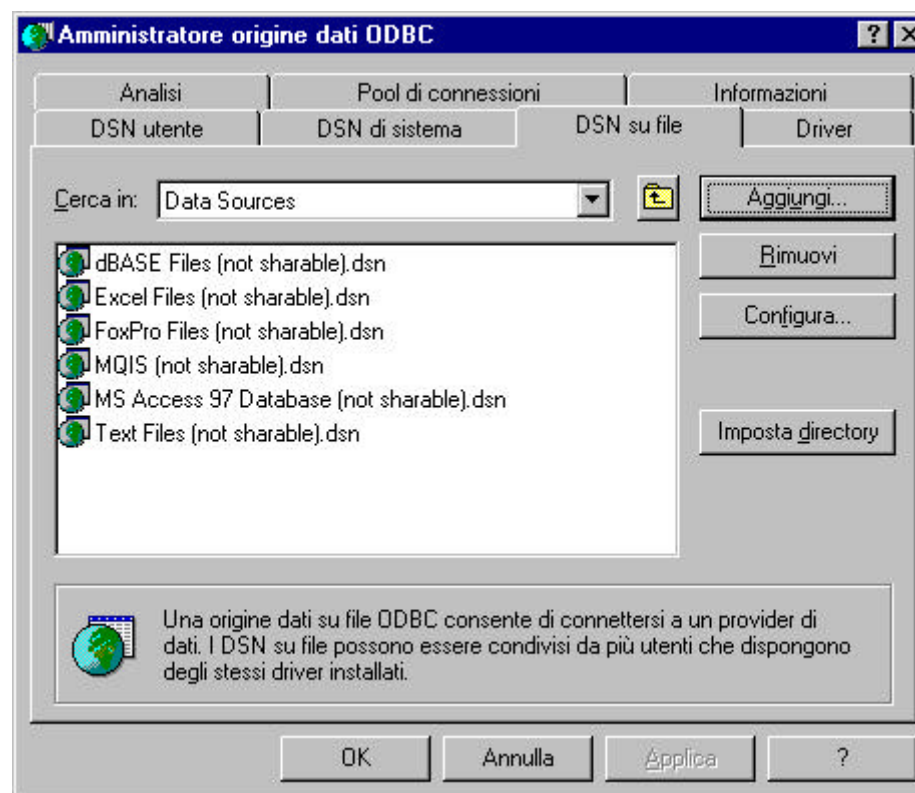 Amministratore origine dati ODBC
Analisi
Pool di connessioni
Informazioni
DSN utente
DSN di sistema
DSN su file
Driver
Cerca in:
Data Sources
Aggiungi...
dBASE Files (not sharable).dsn
Excel Files (not sharable).dsn
FoxPro Files (not sharable).dsn
MQIS (not sharable).dsn
MS Access 97 Database (not sharable).dsn
Text Files (not sharable).dsn
Rimuovi
Configura...
Imposta directory
Una origine dati su file ODBC consente di connettersi a un provider di
dati. I DSN su file possono essere condivisi da più utenti che dispongono
degli stessi driver installati.
OK
Annulla
Applica
?